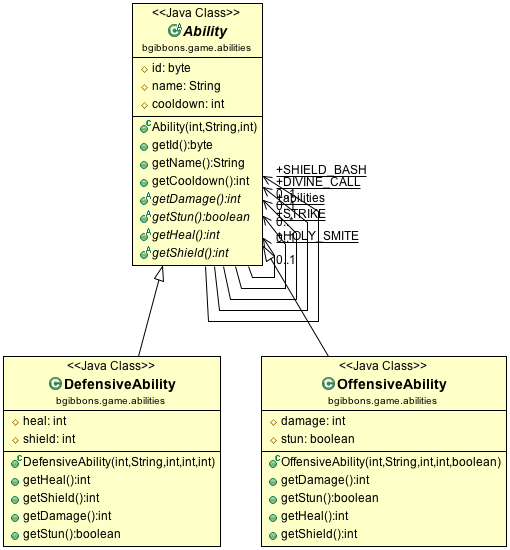 <<Java Class>>
Ability
bgibbons.game.abilities
id: byte
name: String
cooldown: int
Ability(int,String,int)
getId():byte
getName():String
getCooldown():int
getDamage():int
getStun():boolean
getHeal():int
getShield():int
+SHIELD_BASH
+DIVINE_CALL
0..1
+abilities
0..
+STRIKE
0..
+HOLY_SMITE
0..1
<<Java Class>>
DefensiveAbility
bgibbons.game.abilities
heal: int
shield: int
DefensiveAbility(int,String,int,int,int)
getHeal():int
getShield():int
getDamage():int
getStun():boolean
<<Java Class>>
OffensiveAbility
bgibbons.game.abilities
damage: int
stun: boolean
OffensiveAbility(int,String,int,int,boolean)
getDamage():int
getStun():boolean
getHeal():int
getShield():int